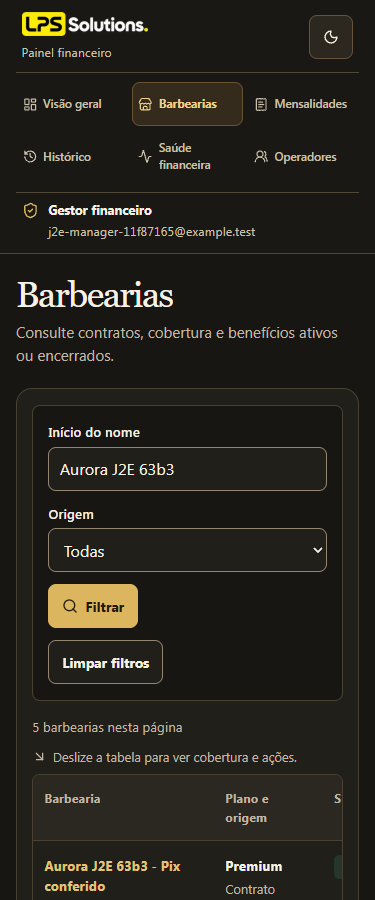 LPS Solutions.
Painel financeiro
Visão geral
Barbearias
Mensalidades
Histórico
Saúde
financeira
Operadores
Gestor financeiro
j2e-manager-11f87165@example.test
Barbearias
Consulte contratos, cobertura e benefícios ativos
ou encerrados.
Início do nome
Aurora J2E 63b3
Origem
Todas
Filtrar
Limpar filtros
5 barbearias nesta página
Deslize a tabela para ver cobertura e ações.
Barbearia
Plano e
origem
S
Aurora J2E 63b3 - Pix
conferido
Premium
Contrato